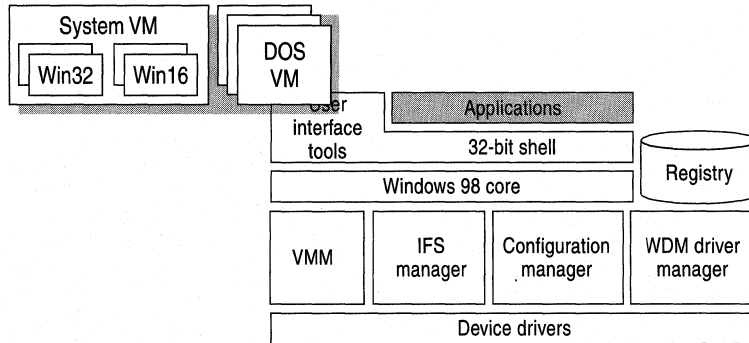 System VM
Win32
Win16
DOS
VM
User
interface
tools
Applications
32-bit shell
Registry
Windows 98 core
VMM
IFS
manager
Configuration
manager
WDM driver
manager
Device drivers